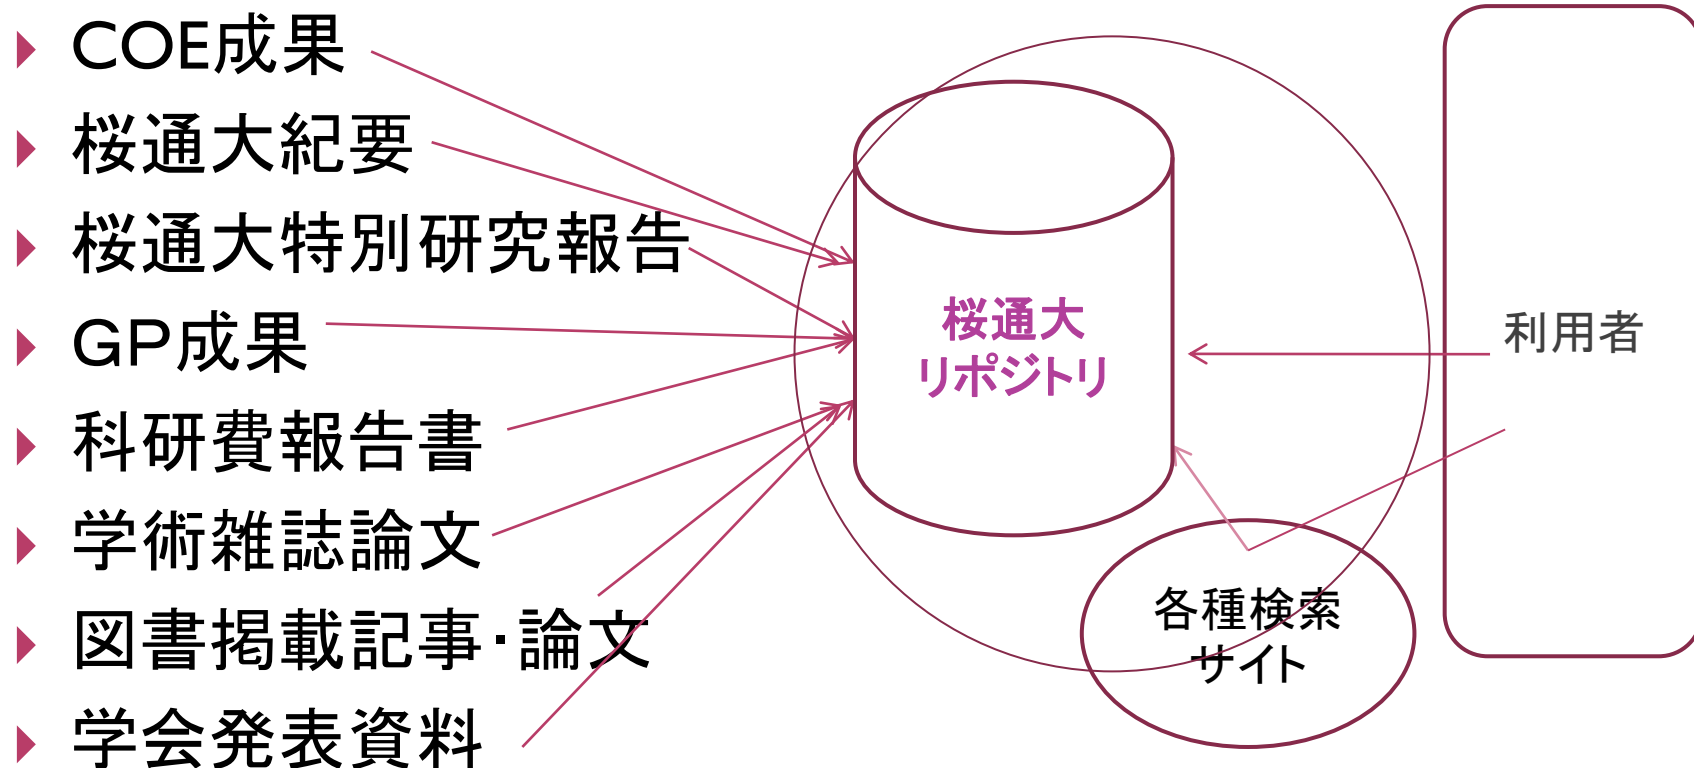 COE成果
桜通大紀要
桜通大特別研究報告
GP成果
科研費報告書
学術雑誌論文
図書掲載記事・論文
学会発表資料
桜通大
リポジトリ
利用者
各種検索
サイト